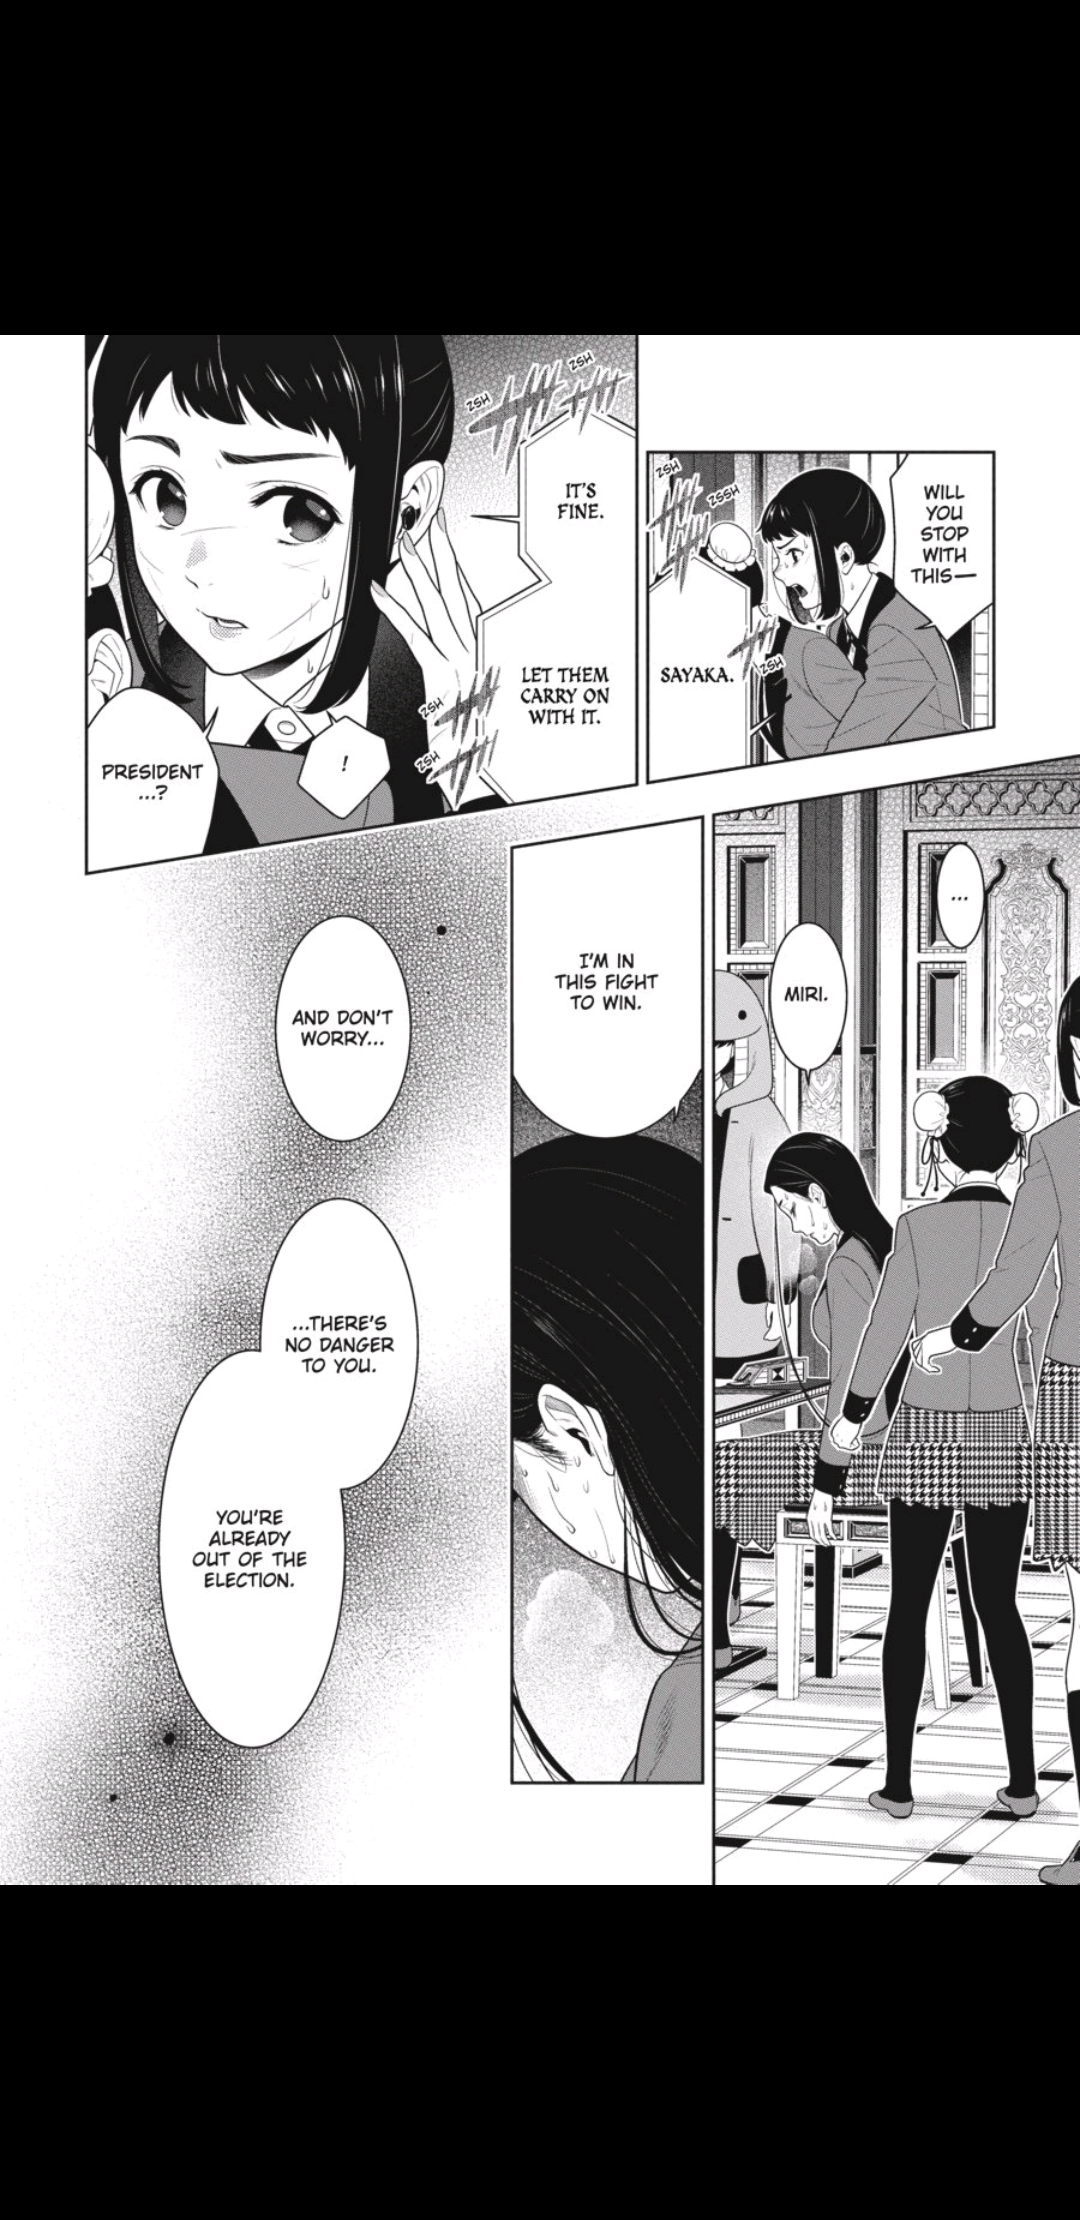 WILL
YOU
STOP
WITH
THIS—
ZSH
ZSSH
SAYAKA.
ZSH
ZSH
ZSH
IT'S
FINE.
LET THEM
CARRY ON
WITH IT.
ZSH
ZSH
!
PRESIDENT
...?
...
MIRI.
I'M IN
THIS FIGHT
TO WIN.
AND DON'T
WORRY...
...THERE'S
NO DANGER
TO YOU.
YOU'RE
ALREADY
OUT OF THE
ELECTION.